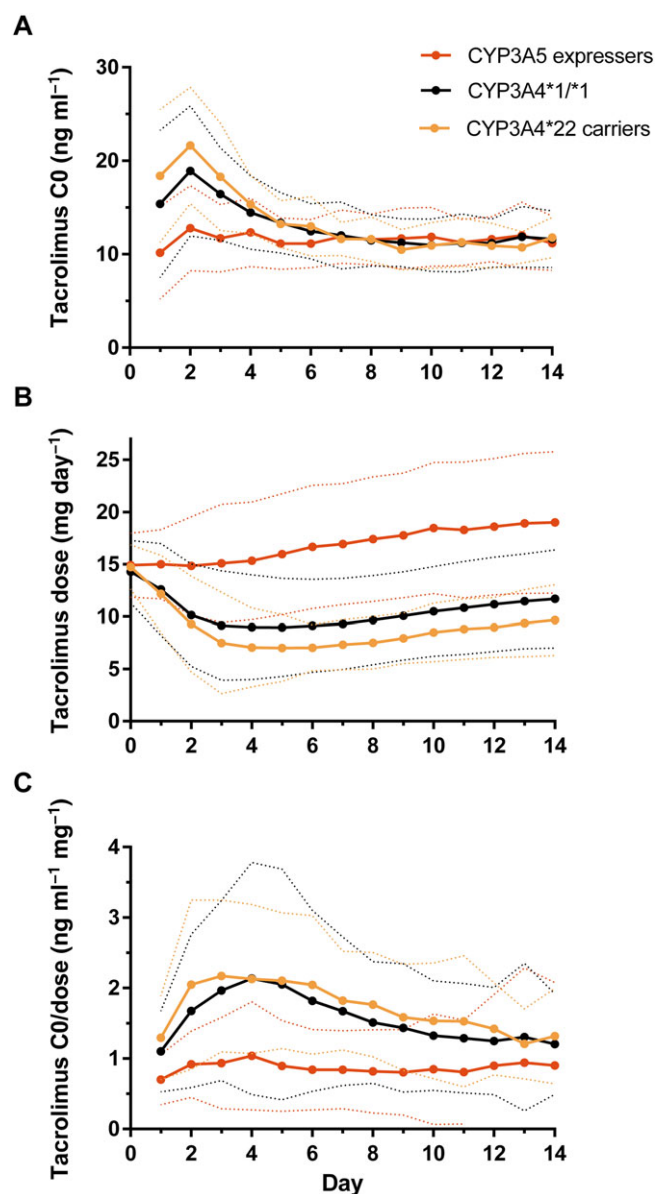 A
Tacrolimus C0 (ng ml⁻¹)
30
20
10
0
0 2 4 6 8 10 12 14
CYP3A5 expressers
CYP3A4*1/*1
CYP3A4*22 carriers
B
Tacrolimus dose (mg day⁻¹)
25
20
15
10
5
0
0 2 4 6 8 10 12 14
C
Tacrolimus C0/dose (ng ml⁻¹ mg⁻¹)
4
3
2
1
0
0 2 4 6 8 10 12 14
Day